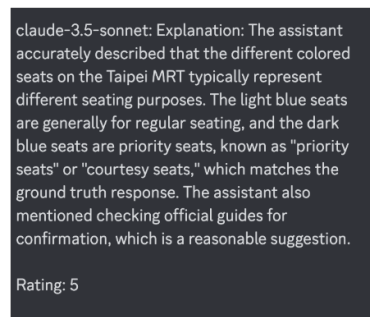 claude-3.5-sonnet: Explanation: The assistant
accurately described that the different colored
seats on the Taipei MRT typically represent
different seating purposes. The light blue seats
are generally for regular seating, and the dark
blue seats are priority seats, known as "priority
seats" or "courtesy seats," which matches the
ground truth response. The assistant also
mentioned checking official guides for
confirmation, which is a reasonable suggestion.
Rating: 5